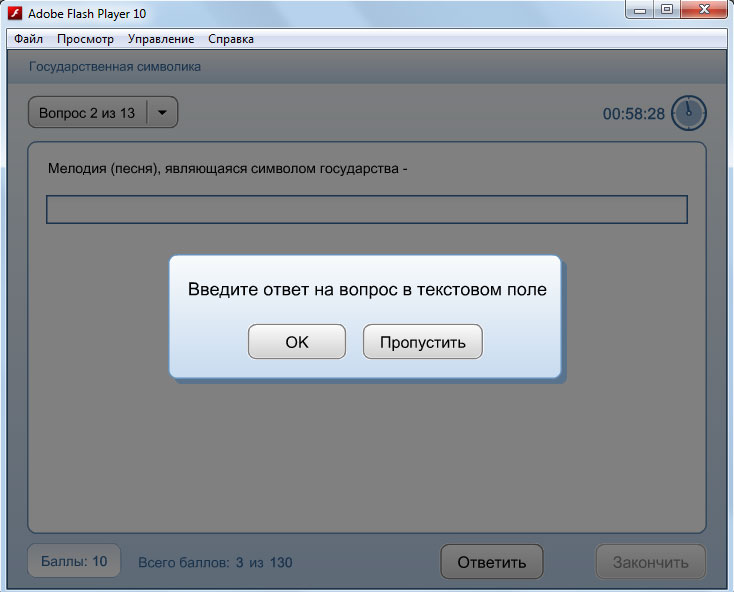 Adobe Flash Player 10
Файл Просмотр Управление Справка
Государственная символика
Вопрос 2 из 13
00:58:28
Мелодия (песня), являющаяся символом государства -
Введите ответ на вопрос в текстовом поле
OK
Пропустить
Баллы: 10
Всего баллов: 3 из 130
Ответить
Закончить